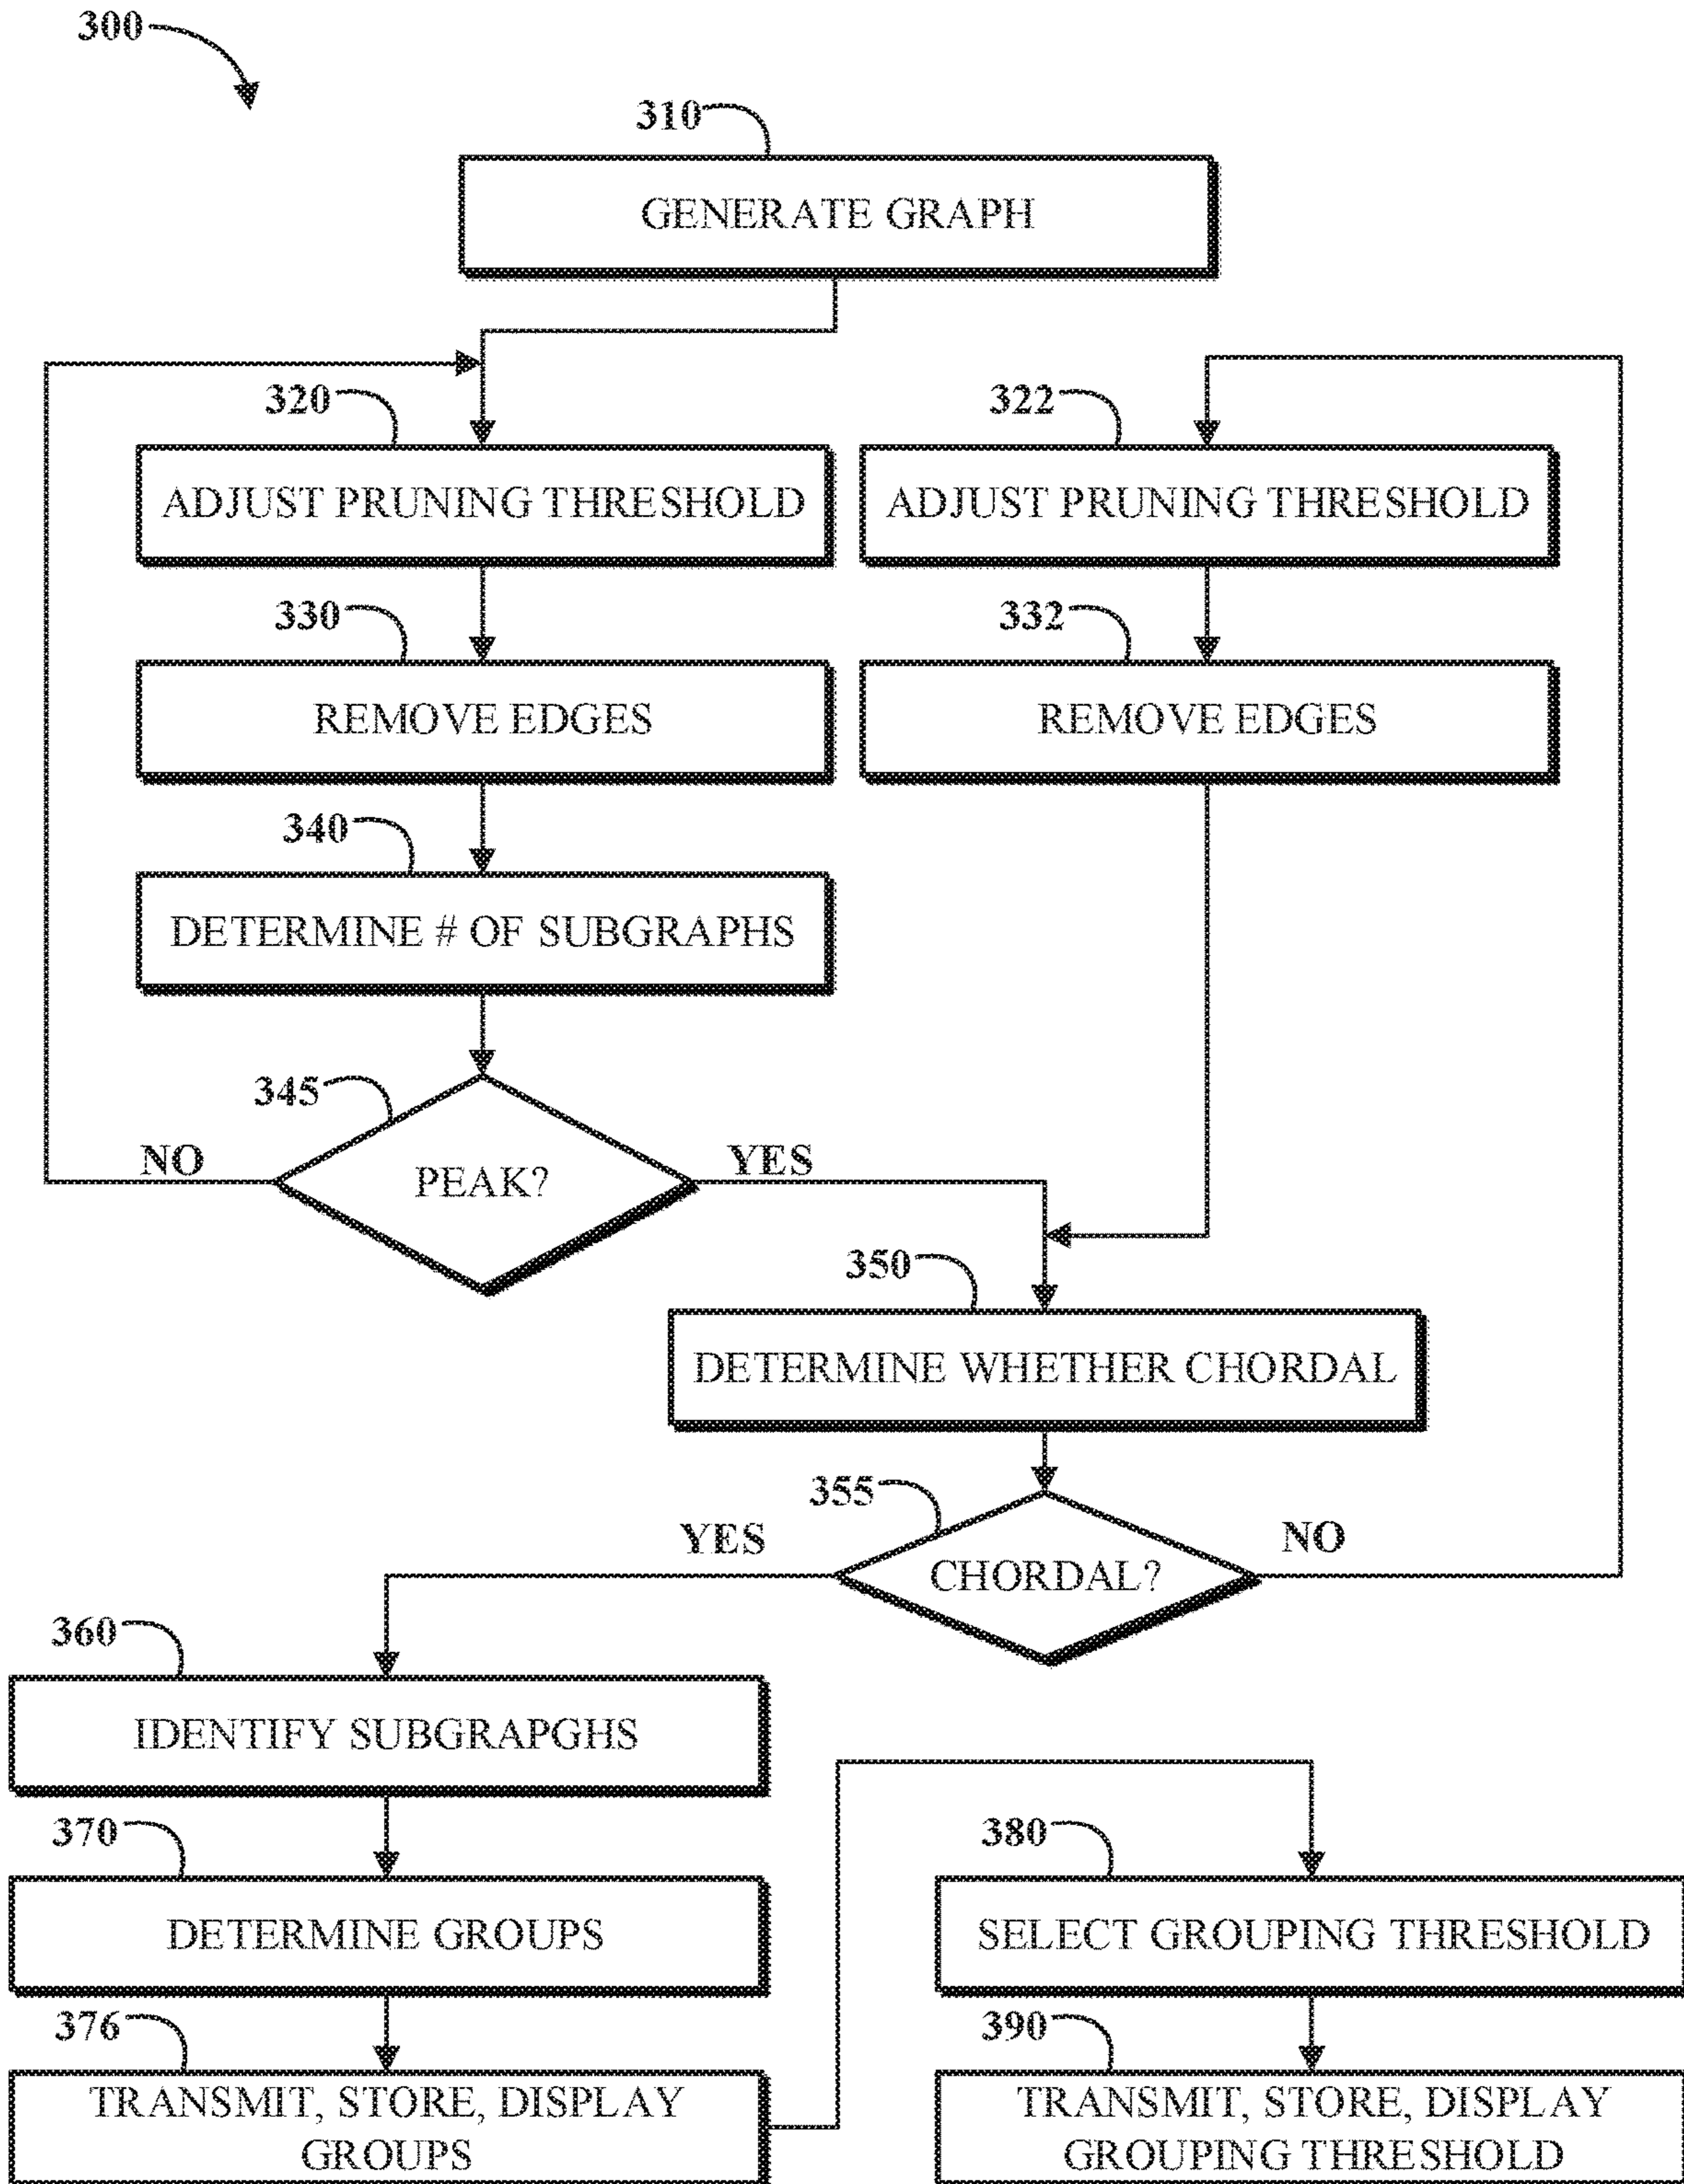 300
310
GENERATE GRAPH
320
322
ADJUST PRUNING THRESHOLD
ADJUST PRUNING THRESHOLD
330
332
REMOVE EDGES
REMOVE EDGES
340
DETERMINE # OF SUBGRAPHS
345
NO
PEAK?
YES
350
DETERMINE WHETHER CHORDAL
355
YES
CHORDAL?
NO
360
IDENTIFY SUBGRAPGHS
370
DETERMINE GROUPS
376
TRANSMIT, STORE, DISPLAY
GROUPS
380
SELECT GROUPING THRESHOLD
390
TRANSMIT, STORE, DISPLAY
GROUPING THRESHOLD